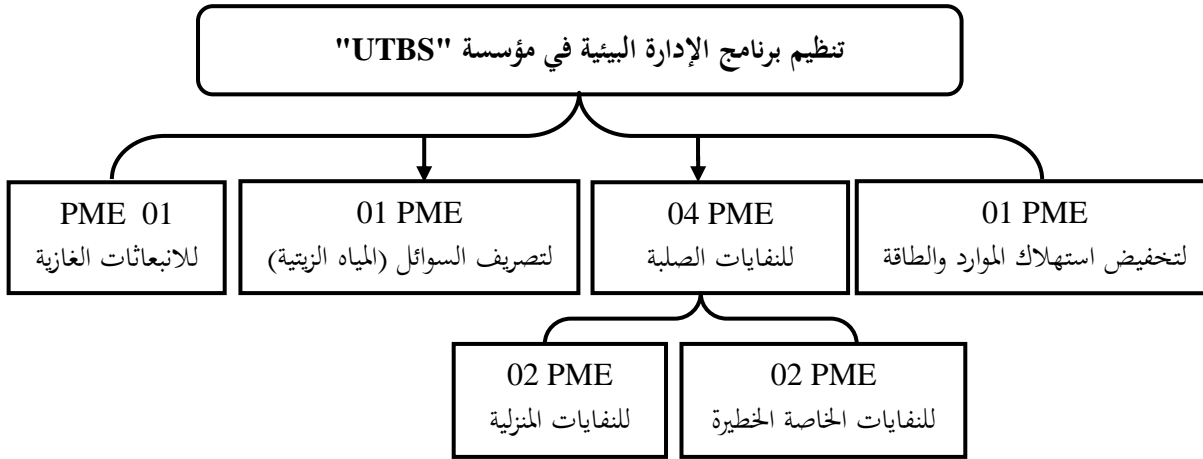 تنظيم برنامج الإدارة البيئية في مؤسسة "UTBS"
01 PME
لتخفيض استهلاك الموارد والطاقة
04 PME
للنفايات الصلبة
01 PME
لتصريف السوائل (المياه الزيتية)
PME 01
للانبعاثات الغازية
02 PME
للنفايات الخاصة الخطيرة
02 PME
للنفايات المنزلية